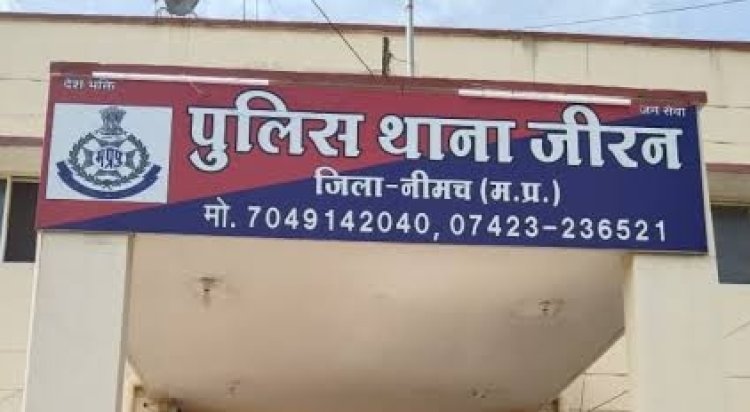 देश भक्ति
जन सेवा
म.प्र.पु
पुलिस थाना जीरन
जिला-नीमच (म.प्र.)
मो. 7049142040, 07423-236521